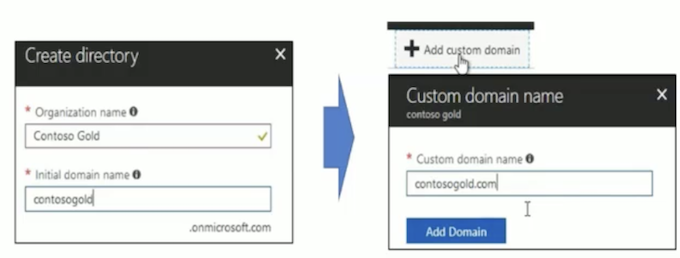 Create directory
* Organization name
Contoso Gold
* Initial domain name
contosogold
.onmicrosoft.com
Add custom domain
Custom domain name
contoso gold
* Custom domain name
contosogold.com
Add Domain